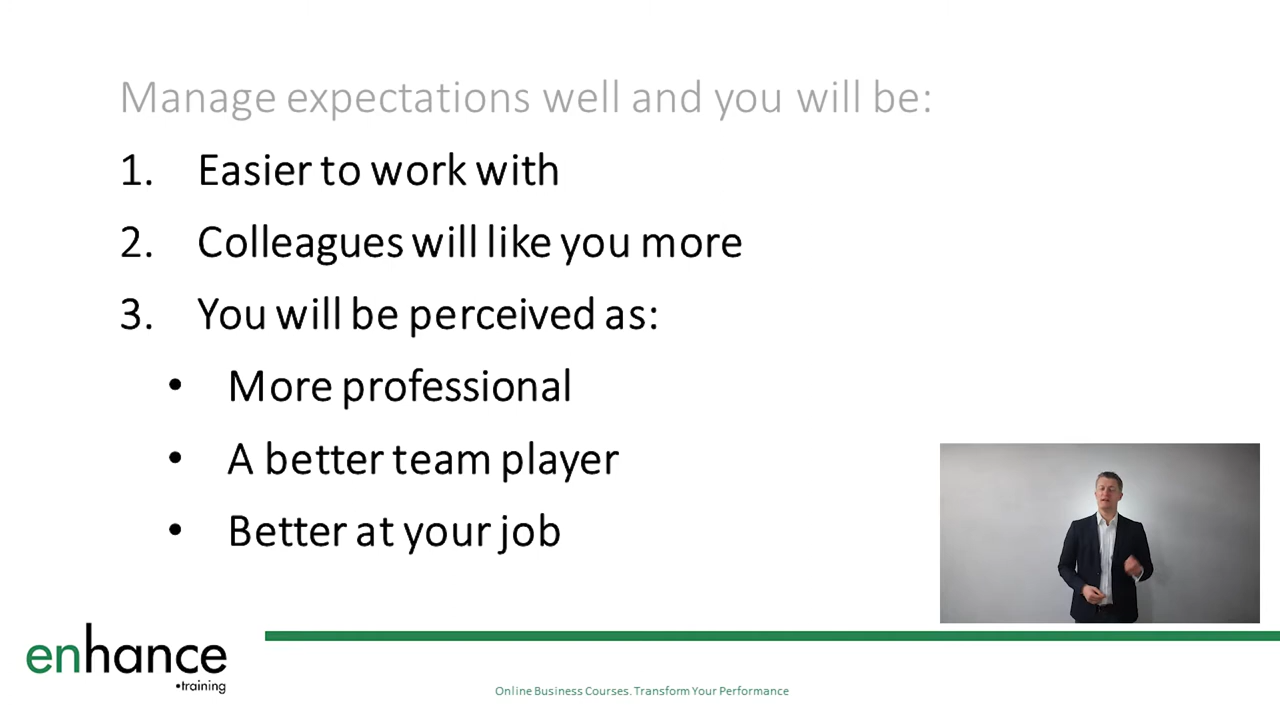 Manage expectations well and you will be:
1. Easier to work with
2. Colleagues will like you more
3. You will be perceived as:
• More professional
• A better team player
• Better at your job
enhance
•training
Online Business Courses. Transform Your Performance